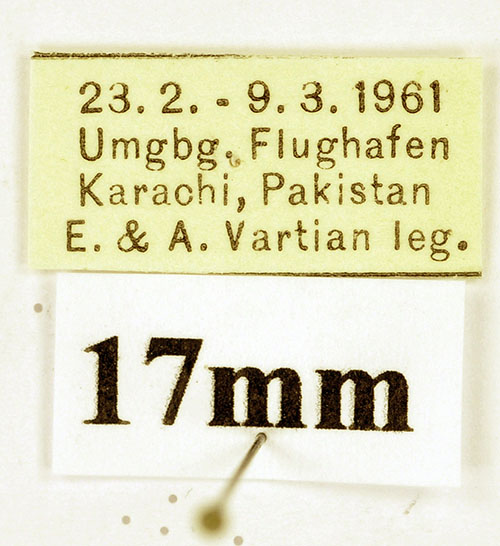 23. 2. - 9. 3. 1961
Umgbg. Flughafen
Karachi, Pakistan
E. & A. Vartian leg.
17mm